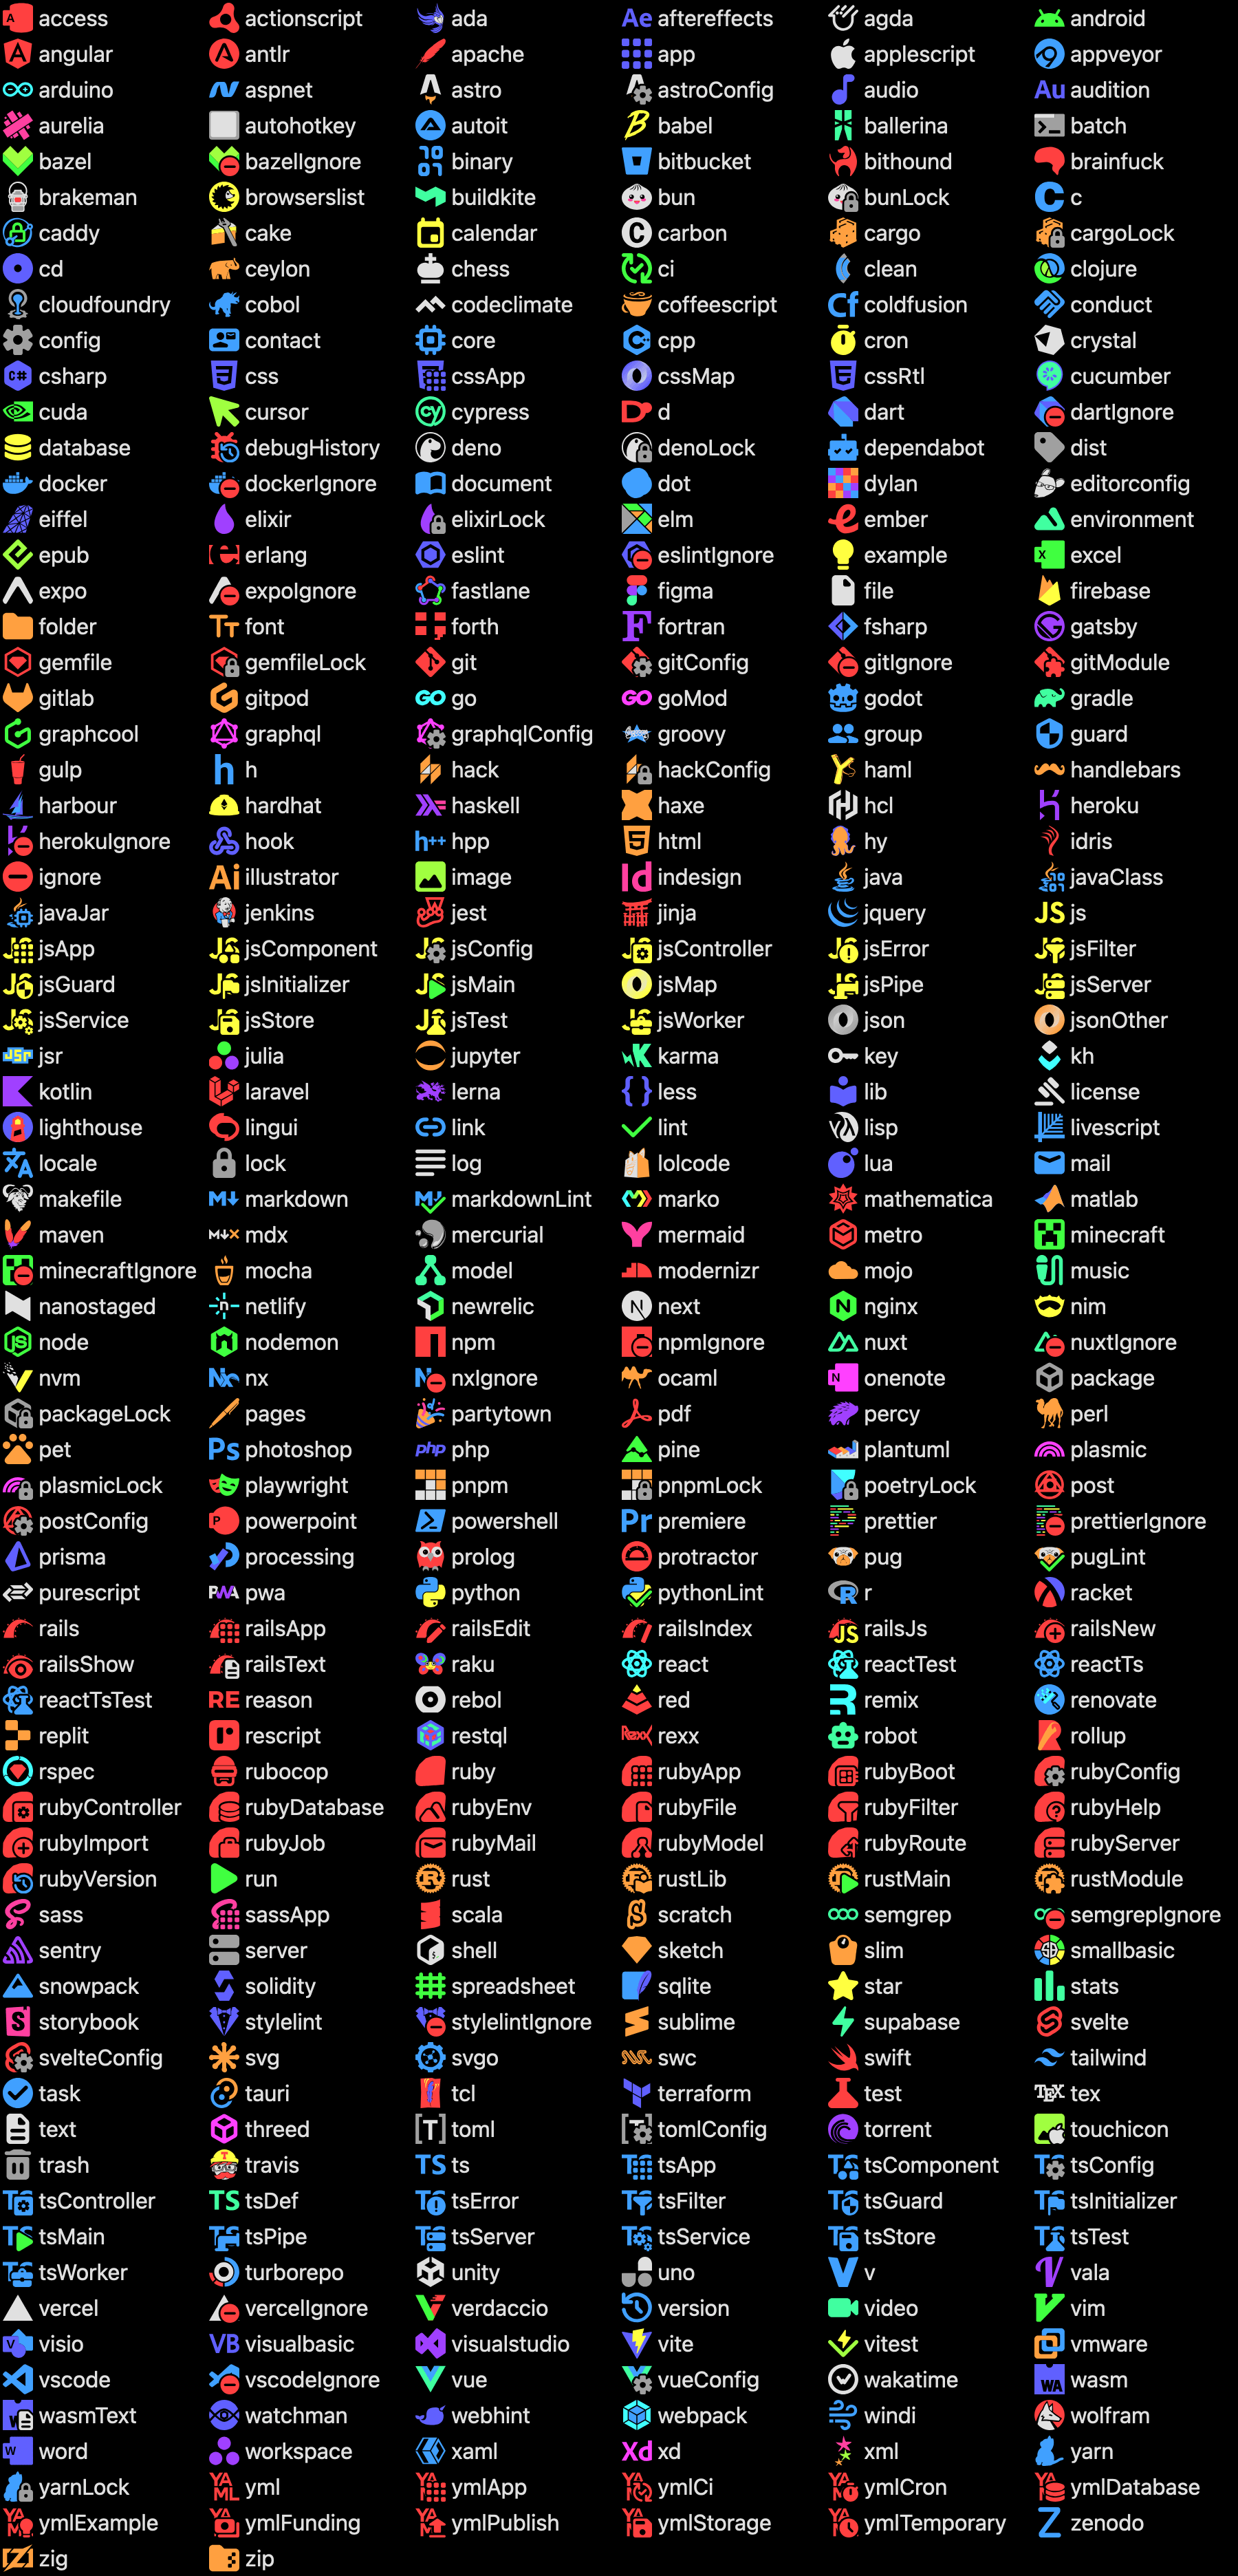 access actionscript ada aftereffects agda android
angular antlr apache app applescript appveyor
arduino aspnet astro astroConfig audio audition
aurelia autohotkey autoit babel ballerina batch
bazel bazelIgnore binary bitbucket bithound brainfuck
brakeman browserslist buildkite bun bunLock c
caddy cake calendar carbon cargo cargoLock
cd ceylon chess ci clean clojure
cloudfoundry cobol codeclimate coffeescript coldfusion conduct
config contact core cpp cron crystal
csharp css cssApp cssMap cssRtl cucumber
cuda cursor cypress d dart dartIgnore
database debugHistory deno denoLock dependabot dist
docker dockerIgnore document dot dylan editorconfig
eiffel elixir elixirLock elm ember environment
epub erlang eslint eslintIgnore example excel
expo expoIgnore fastlane figma file firebase
folder font forth fortran fsharp gatsby
gemfile gemfileLock git gitConfig gitIgnore gitModule
gitlab gitpod go goMod godot gradle
graphcool graphql graphqlConfig groovy group guard
gulp h hack hackConfig haml handlebars
harbour hardhat haskell haxe hcl heroku
herokuIgnore hook hpp html hy idris
ignore illustrator image indesign java javaClass
javaJar jenkins jest jinja jquery js
jsApp jsComponent jsConfig jsController jsError jsFilter
jsGuard jsInitializer jsMain jsMap jsPipe jsServer
jsService jsStore jsTest jsWorker json jsonOther
jsr julia jupyter karma key kh
kotlin laravel lerna less lib license
lighthouse lingui link lint lisp livescript
locale lock log lolcode lua mail
makefile markdown markdownLint marko mathematica matlab
maven mdx mercurial mermaid metro minecraft
minecraftIgnore mocha model modernizr mojo music
nanostaged netlify newrelic next nginx nim
node nodemon npm npmIgnore nuxt nuxtIgnore
nvm nx nxIgnore ocaml onenote package
packageLock pages partytown pdf percy perl
pet photoshop php pine plantuml plasmic
plasmicLock playwright pnpm pnpmLock poetryLock post
postConfig powerpoint powershell premiere prettier prettierIgnore
prisma processing prolog protractor pug pugLint
purescript pwa python pythonLint r racket
rails railsApp railsEdit railsIndex railsJs railsNew
railsShow railsText raku react reactTest reactTs
reactTsTest reason rebol red remix renovate
replit rescript restql rexx robot rollup
rspec rubocop ruby rubyApp rubyBoot rubyConfig
rubyController rubyDatabase rubyEnv rubyFile rubyFilter rubyHelp
rubyImport rubyJob rubyMail rubyModel rubyRoute rubyServer
rubyVersion run rust rustLib rustMain rustModule
sass sassApp scala scratch semgrep semgrepIgnore
sentry server shell sketch slim smallbasic
snowpack solidity spreadsheet sqlite star stats
storybook stylelint stylelintIgnore sublime supabase svelte
svelteConfig svg svgo swc swift tailwind
task tauri tcl terraform test tex
text threed toml tomlConfig torrent touchicon
trash travis ts tsApp tsComponent tsConfig
tsController tsDef tsError tsFilter tsGuard tsInitializer
tsMain tsPipe tsServer tsService tsStore tsTest
tsWorker turborepo unity uno v vala
vercel vercelIgnore verdaccio version video vim
visio visualbasic visualstudio vite vitest vmware
vscode vscodeIgnore vue vueConfig wakatime wasm
wasmText watchman webhint webpack windi wolfram
word workspace xaml xd xml yarn
yarnLock yml ymlApp ymlCi ymlCron ymlDatabase
ymlExample ymlFunding ymlPublish ymlStorage ymlTemporary zenodo
zig zip